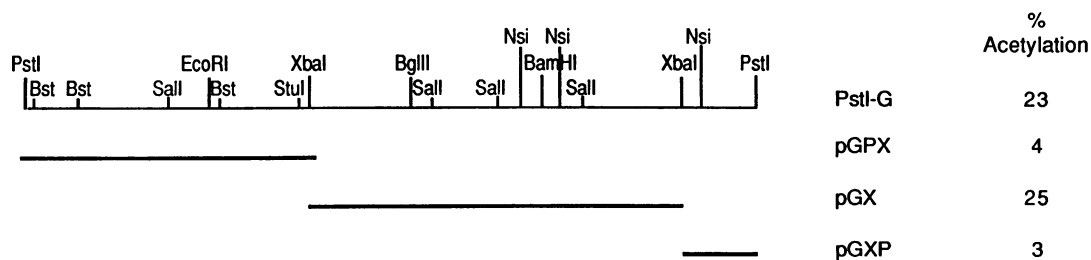 %
Acetylation
Nsi Nsi Nsi
PstI EcoRI XbaI BglII BamHI XbaI PstI
Bst Bst SalI Bst StuI SalI SalI SalI
PstI-G 23
pGPX 4
pGX 25
pGXP 3